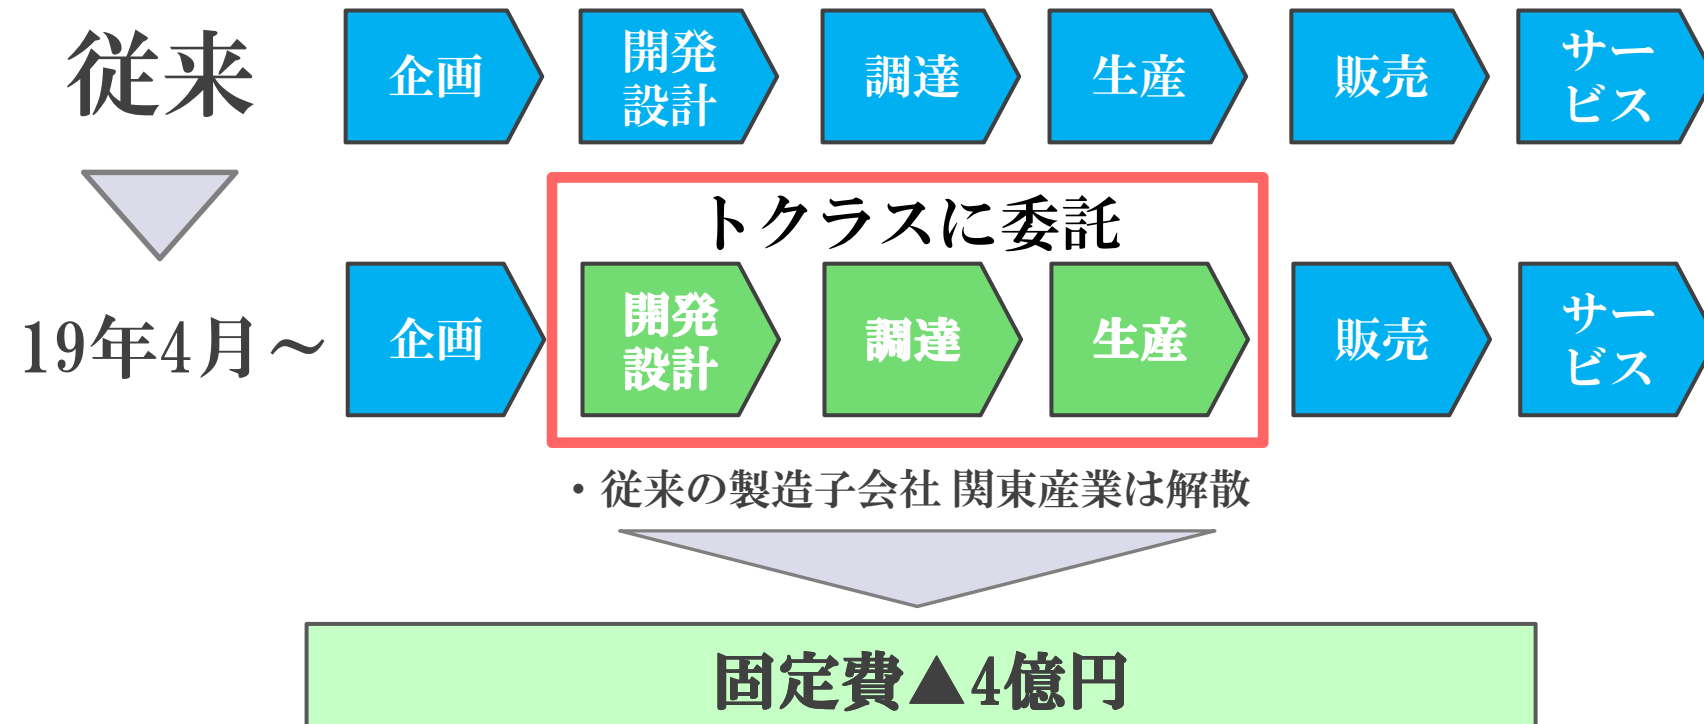 従来
企画
開発
設計
調達
生産
販売
サー
ビス
トクラスに委託
19年4月～
企画
開発
設計
調達
生産
販売
サー
ビス
・従来の製造子会社 関東産業は解散
固定費▲4億円